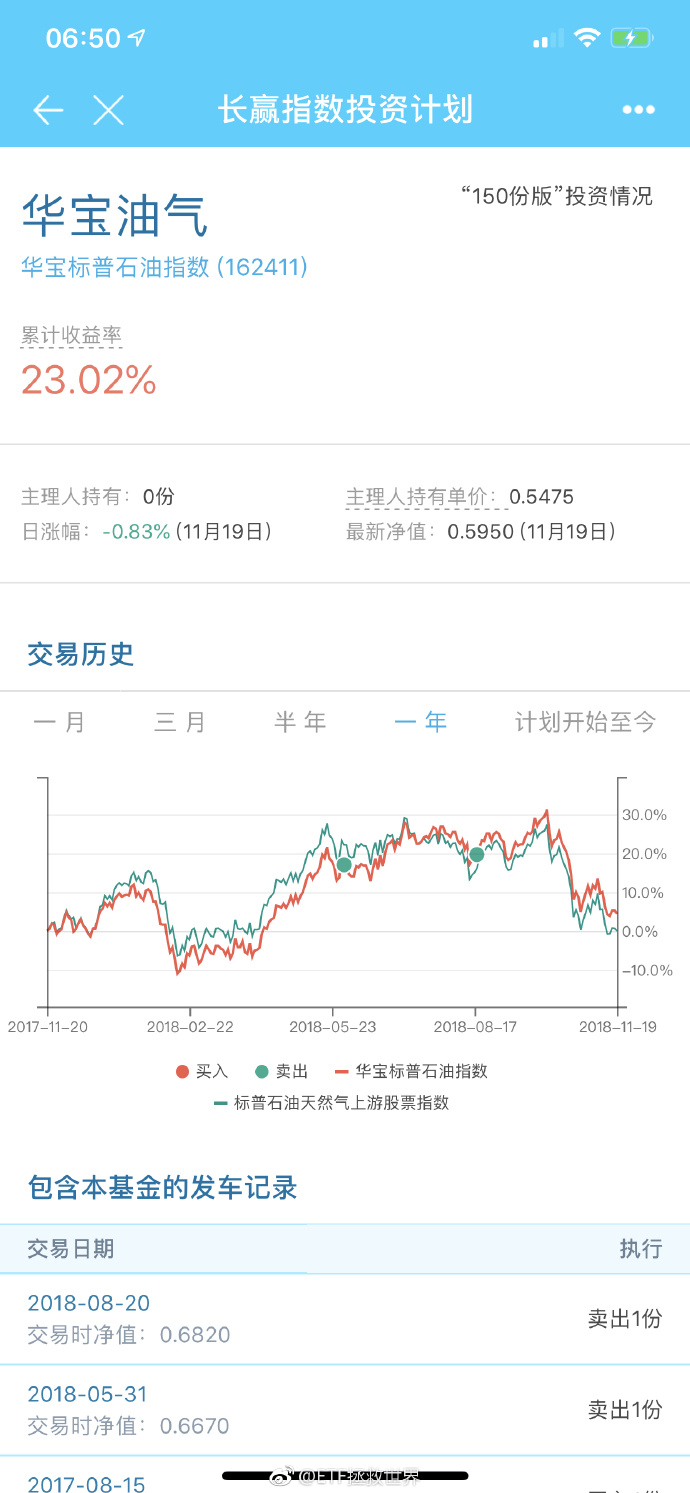 06:50
长赢指数投资计划
华宝油气
“150份版”投资情况
华宝标普石油指数 (162411)
累计收益率
23.02%
主理人持有: 0份
主理人持有单价: 0.5475
日涨幅: -0.83% (11月19日)
最新净值: 0.5950 (11月19日)
交易历史
一月 三月 半年 一年 计划开始至今
30.0%
20.0%
10.0%
0.0%
-10.0%
2017-11-20 2018-02-22 2018-05-23 2018-08-17 2018-11-19
买入 卖出 华宝标普石油指数
标普石油天然气上游股票指数
包含本基金的发车记录
交易日期 执行
2018-08-20
交易时净值: 0.6820
卖出1份
2018-05-31
交易时净值: 0.6670
卖出1份
2017-08-15
@ETF拯救世界